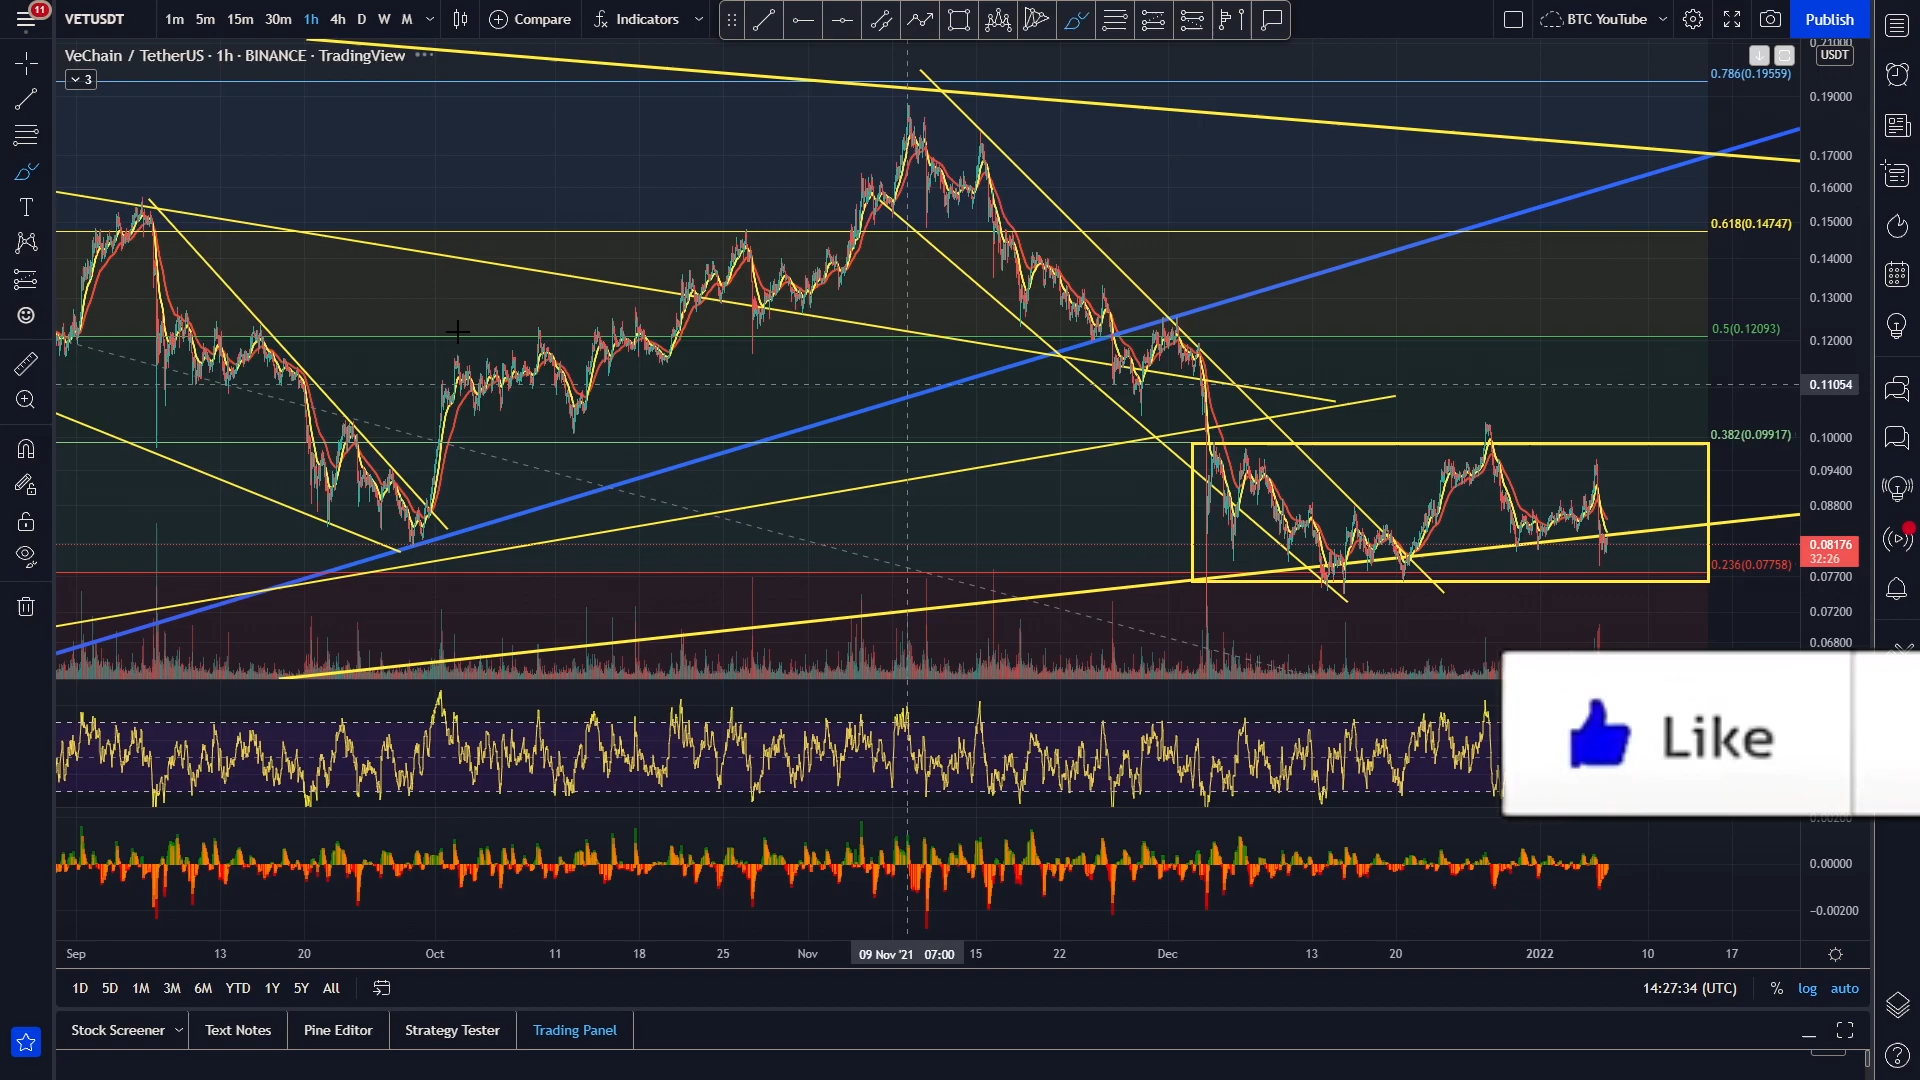 11
VETUSDT
1m 5m 15m 30m 1h 4h D W M
Compare
Indicators
BTC YouTube
Publish
VeChain / TetherUS · 1h · BINANCE · TradingView
3
USDT
0.21000
0.786(0.19559)
0.19000
0.17000
0.16000
0.618(0.14747)
0.15000
0.14000
0.13000
0.5(0.12093)
0.12000
0.11054
0.382(0.09917)
0.10000
0.09400
0.08800
0.08176
32:26
0.236(0.07758)
0.07700
0.07200
0.06800
Like
0.00200
0.00000
−0.00200
Sep 13 20 Oct 11 18 25 Nov 09 Nov '21 07:00 15 22 Dec 13 20 2022 10 17
1D 5D 1M 3M 6M YTD 1Y 5Y All
14:27:34 (UTC) % log auto
Stock Screener Text Notes Pine Editor Strategy Tester Trading Panel